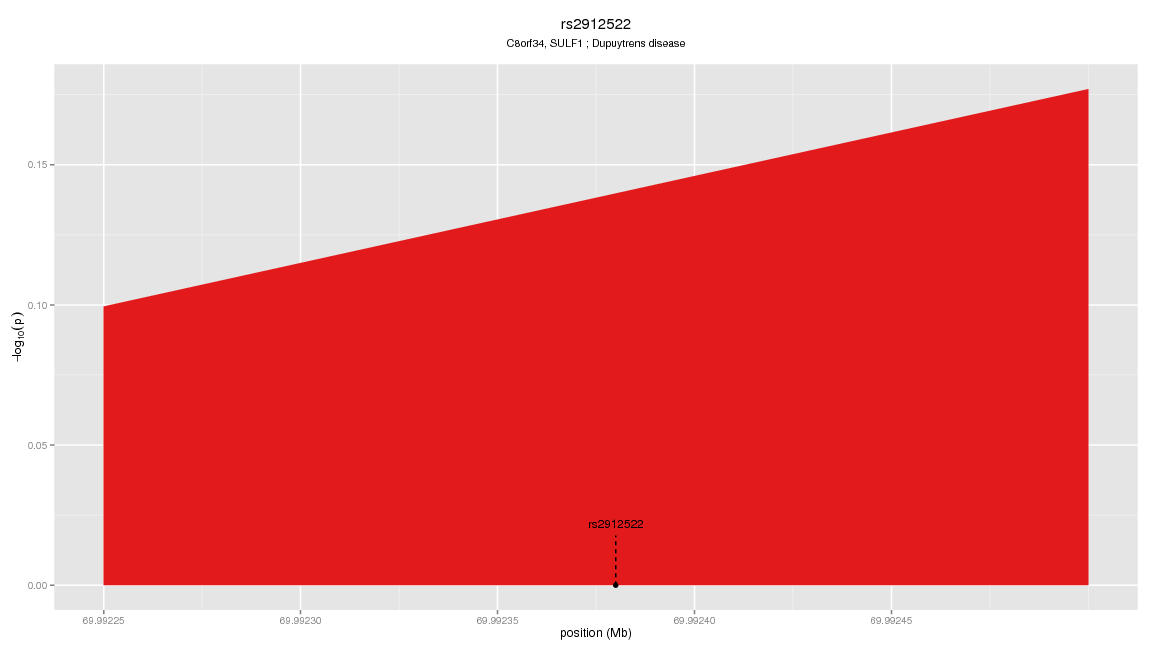 rs2912522
C8orf34, SULF1 ; Dupuytrens disease
−log10(p)
0.15
0.10
0.05
0.00
rs2912522
69.99225 69.99230 69.99235 69.99240 69.99245
position (Mb)